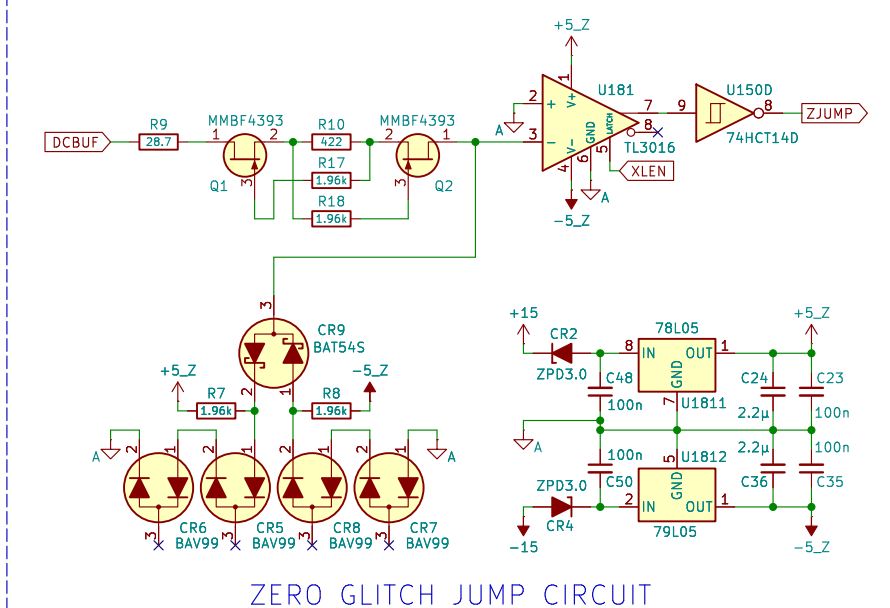 +5_Z
U181
U150D
R9
MMBF4393
R10
MMBF4393
2
+
V+
1
7
9
8
ZJUMP
DCBUF
28.7
1
2
422
2
1
A
3
-
LATCH
GND
V-
8
TL3016
74HCT14D
R17
3
1.96k
3
4
6
5
XLEN
Q1
R18
Q2
A
1.96k
-5_Z
3
CR9
BAT54S
+15
CR2
78L05
+5_Z
8
IN
OUT
1
GND
ZPD3.0
+5_Z
R7
2
1
R8
-5_Z
C48
7
U1811
C24
C23
1.96k
1.96k
100n
2.2µ
100n
A
2
1
2
1
2
1
2
1
A
A
100n
5
U1812
2.2µ
100n
C50
GND
C36
C35
ZPD3.0
2
IN
OUT
1
CR6
CR5
CR8
CR7
3
3
3
3
BAV99
BAV99
BAV99
BAV99
-15
CR4
79L05
-5_Z
ZERO GLITCH JUMP CIRCUIT